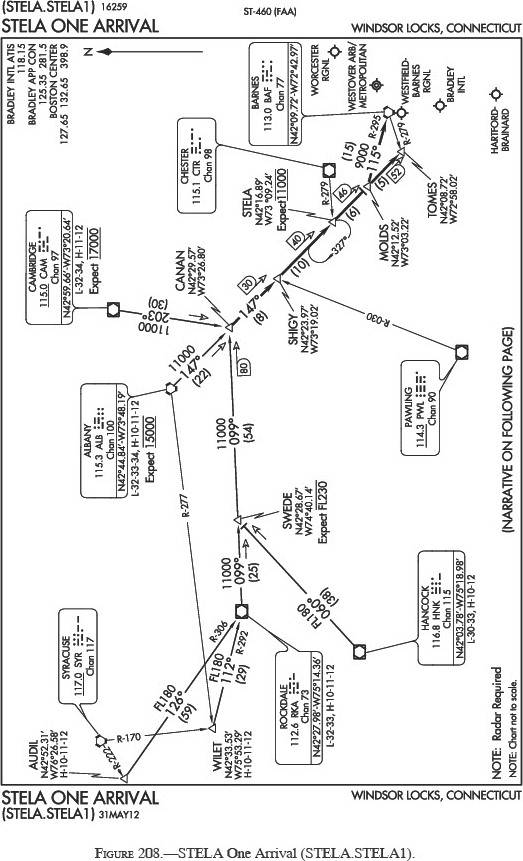 (STELA.STELA1) 16259
ST-460 (FAA)
STELA ONE ARRIVAL
WINDSOR LOCKS, CONNECTICUT
BRADLEY INTL ATIS
118.15
BRADLEY APP CON
125.35 281.5
BOSTON CENTER
127.65 132.65 398.9
N
BARNES
113.0 BAF
Chan 77
N42°09.72'-W72°42.97'
WORCESTER
RGNL
WESTOVER ARB/
METROPOLITAN
WESTFIELD-
BARNES
RGNL
BRADLEY
INTL
HARTFORD-
BRAINARD
CHESTER
115.1 CTR
Chan 98
R-279
R-295
R-279
(15)
9000
115°
(5)
52
TOMES
N42°08.72'
W72°58.02'
MOLDS
N42°12.52'
W73°03.22'
46
(6)
STELA
N42°16.89'
W73°09.24'
Expect 11000
327°
40
(10)
CAMBRIDGE
115.0 CAM
Chan 97
N42°59.66'-W73°20.64'
L-32-34, H-11-12
Expect 17000
11000
203°
(30)
CANAN
N42°29.57'
W73°26.80'
30
147°
(8)
SHIGY
N42°23.97'
W73°19.02'
R-030
PAWLING
114.3 PWL
Chan 90
ALBANY
115.3 ALB
Chan 100
N42°44.84'-W73°48.19'
L-32-33-34, H-10-11-12
Expect 15000
11000
147°
(22)
80
11000
099°
(54)
R-277
SWEDE
N42°28.67'
W74°40.14'
Expect FL230
11000
099°
(25)
FL180
060°
(38)
HANCOCK
116.8 HNK
Chan 115
N42°03.78'-W75°18.98'
L-30-33, H-10-12
ROCKDALE
112.6 RKA
Chan 73
N42°27.98'-W75°14.36'
L-32-33, H-10-11-12
R-306
R-292
FL180
112°
(29)
FL180
126°
(59)
SYRACUSE
117.0 SYR
Chan 117
R-170
R-222
WILET
N42°33.53'
W75°53.29'
H-10-11-12
AUDIL
N42°52.31'
W76°26.58'
H-10-11-12
(NARRATIVE ON FOLLOWING PAGE)
NOTE: Radar Required
NOTE: Chart not to scale.
STELA ONE ARRIVAL
WINDSOR LOCKS, CONNECTICUT
(STELA.STELA1) 31MAY12
FIGURE 208.—STELA One Arrival (STELA.STELA1).